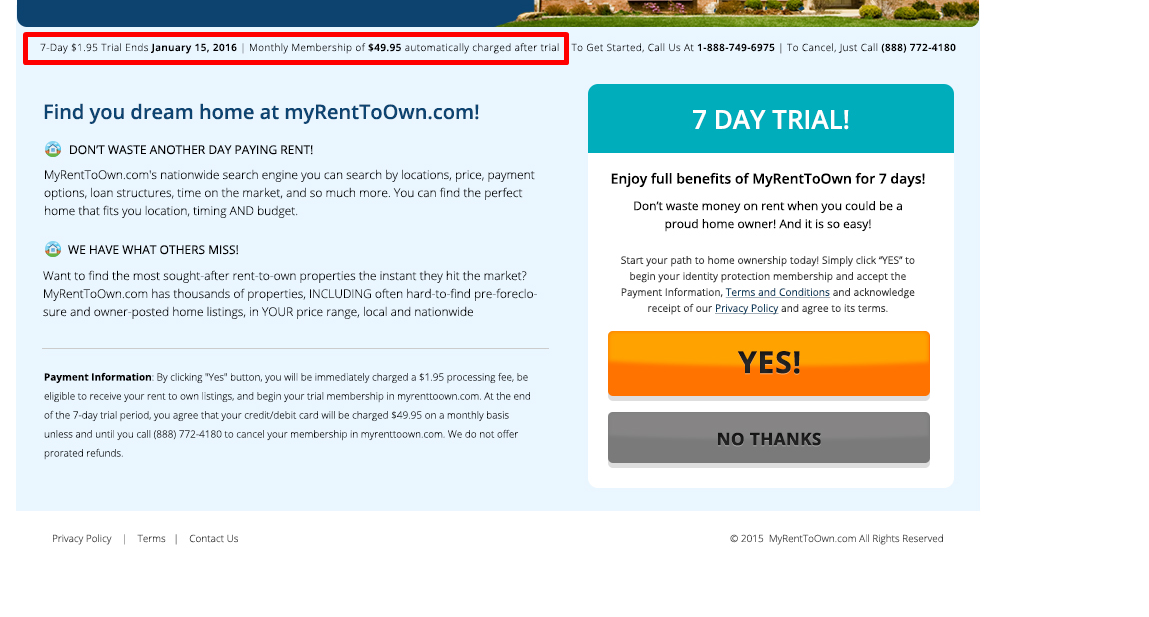 7-Day $1.95 Trial Ends January 15, 2016 | Monthly Membership of $49.95 automatically charged after trial | To Get Started, Call Us At 1-888-749-6975 | To Cancel, Just Call (888) 772-4180
Find you dream home at myRentToOwn.com!
DON'T WASTE ANOTHER DAY PAYING RENT!
MyRentToOwn.com's nationwide search engine you can search by locations, price, payment
options, loan structures, time on the market, and so much more. You can find the perfect
home that fits you location, timing AND budget.
WE HAVE WHAT OTHERS MISS!
Want to find the most sought-after rent-to-own properties the instant they hit the market?
MyRentToOwn.com has thousands of properties, INCLUDING often hard-to-find pre-foreclo-
sure and owner-posted home listings, in YOUR price range, local and nationwide
Payment Information: By clicking "Yes" button, you will be immediately charged a $1.95 processing fee, be
eligible to receive your rent to own listings, and begin your trial membership in myrenttoown.com. At the end
of the 7-day trial period, you agree that your credit/debit card will be charged $49.95 on a monthly basis
unless and until you call (888) 772-4180 to cancel your membership in myrenttoown.com. We do not offer
prorated refunds.
7 DAY TRIAL!
Enjoy full benefits of MyRentToOwn for 7 days!
Don't waste money on rent when you could be a
proud home owner! And it is so easy!
Start your path to home ownership today! Simply click “YES” to
begin your identity protection membership and accept the
Payment Information, Terms and Conditions and acknowledge
receipt of our Privacy Policy and agree to its terms.
YES!
NO THANKS
Privacy Policy | Terms | Contact Us
© 2015 MyRentToOwn.com All Rights Reserved